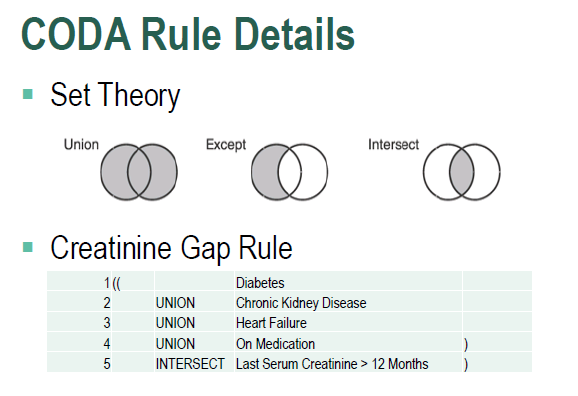 CODA Rule Details
▪ Set Theory
Union Except Intersect
▪ Creatinine Gap Rule
1 (( Diabetes
2 UNION Chronic Kidney Disease
3 UNION Heart Failure
4 UNION On Medication )
5 INTERSECT Last Serum Creatinine > 12 Months )